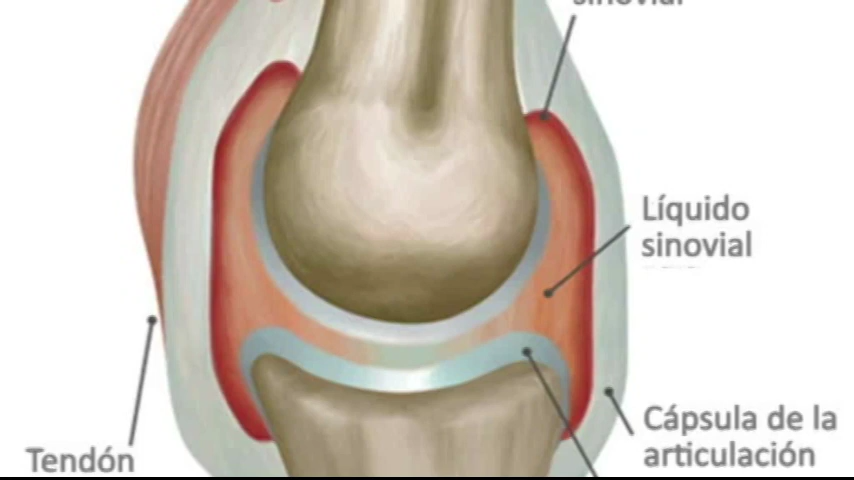 sinovial
Líquido
sinovial
Cápsula de la
articulación
Tendón